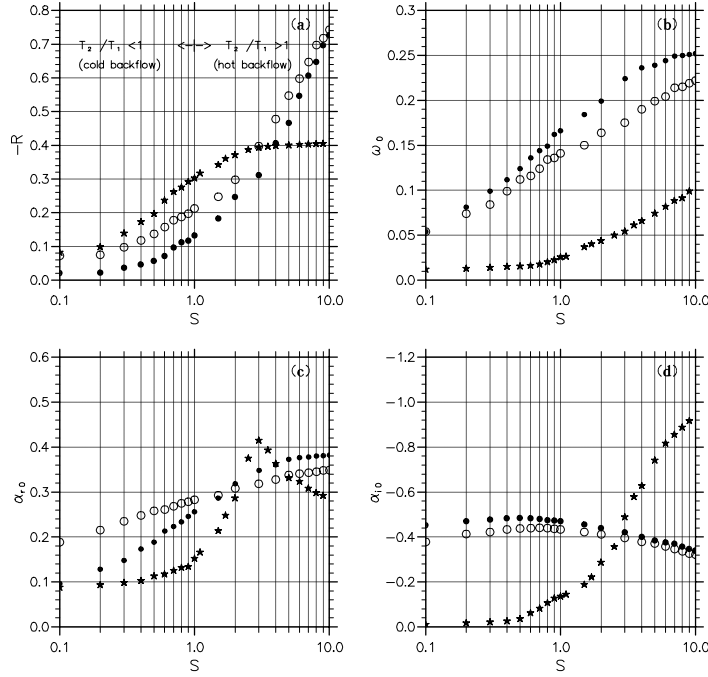 (a)
T₂ /T₁ <1 <-|-> T₂ /T₁ >1
(cold backflow) (hot backflow)
0.8
0.7
0.6
0.5
0.4
0.3
0.2
0.1
0.0
−R
0.1 1.0 10.0
S
(b)
0.3
0.25
0.20
0.15
0.10
0.05
0.0
ω₀
0.1 1.0 10.0
S
(c)
0.6
0.5
0.4
0.3
0.2
0.1
0.0
α_r0
0.1 1.0 10.0
S
(d)
−1.2
−1.0
−0.8
−0.6
−0.4
−0.2
−0.0
α_i0
0.1 1.0 10.0
S